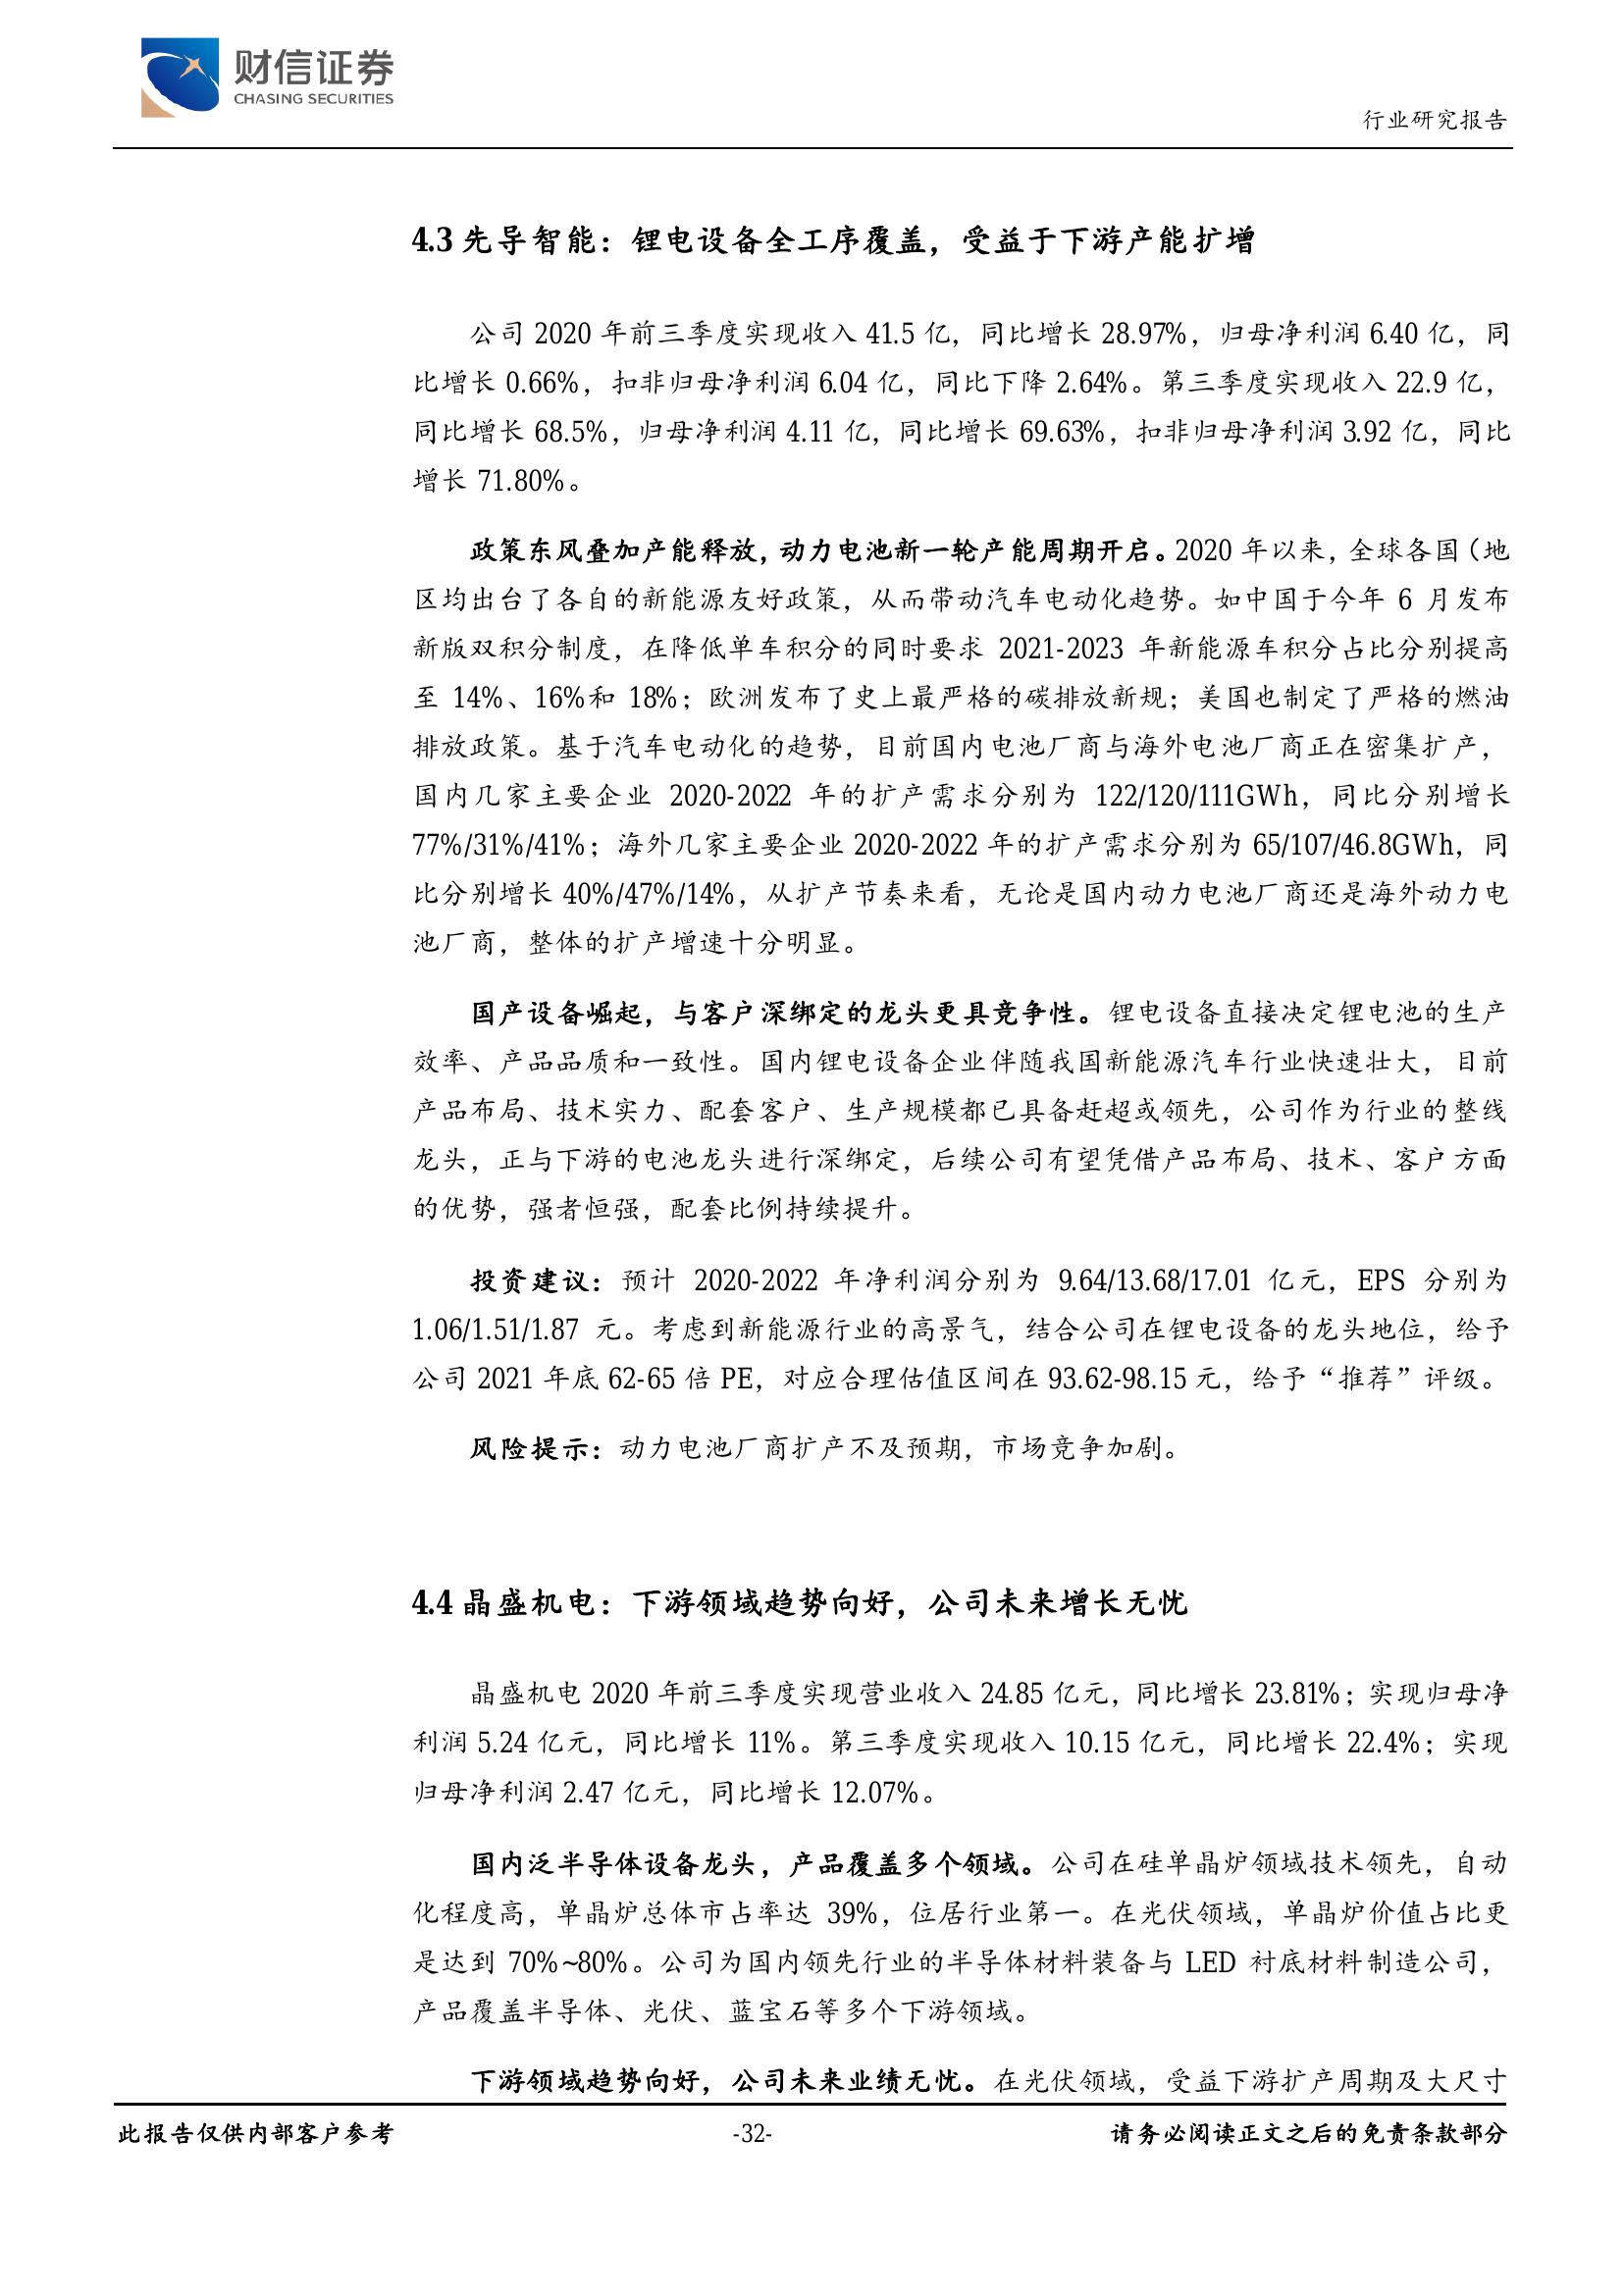 财信证券
CHASING SECURITIES
行业研究报告
4.3 先导智能：锂电设备全工序覆盖，受益于下游产能扩增
公司 2020 年前三季度实现收入 41.5 亿，同比增长 28.97%，归母净利润 6.40 亿，同
比增长 0.66%，扣非归母净利润 6.04 亿，同比下降 2.64%。第三季度实现收入 22.9 亿，
同比增长 68.5%，归母净利润 4.11 亿，同比增长 69.63%，扣非归母净利润 3.92 亿，同比
增长 71.80%。
政策东风叠加产能释放，动力电池新一轮产能周期开启。2020 年以来，全球各国（地
区均出台了各自的新能源友好政策，从而带动汽车电动化趋势。如中国于今年 6 月发布
新版双积分制度，在降低单车积分的同时要求 2021-2023 年新能源车积分占比分别提高
至 14%、16%和 18%；欧洲发布了史上最严格的碳排放新规；美国也制定了严格的燃油
排放政策。基于汽车电动化的趋势，目前国内电池厂商与海外电池厂商正在密集扩产，
国内几家主要企业 2020-2022 年的扩产需求分别为 122/120/111GWh，同比分别增长
77%/31%/41%；海外几家主要企业 2020-2022 年的扩产需求分别为 65/107/46.8GWh，同
比分别增长 40%/47%/14%，从扩产节奏来看，无论是国内动力电池厂商还是海外动力电
池厂商，整体的扩产增速十分明显。
国产设备崛起，与客户深绑定的龙头更具竞争性。锂电设备直接决定锂电池的生产
效率、产品品质和一致性。国内锂电设备企业伴随我国新能源汽车行业快速壮大，目前
产品布局、技术实力、配套客户、生产规模都已具备赶超或领先，公司作为行业的整线
龙头，正与下游的电池龙头进行深绑定，后续公司有望凭借产品布局、技术、客户方面
的优势，强者恒强，配套比例持续提升。
投资建议：预计 2020-2022 年净利润分别为 9.64/13.68/17.01 亿元，EPS 分别为
1.06/1.51/1.87 元。考虑到新能源行业的高景气，结合公司在锂电设备的龙头地位，给予
公司 2021 年底 62-65 倍 PE，对应合理估值区间在 93.62-98.15 元，给予“推荐”评级。
风险提示：动力电池厂商扩产不及预期，市场竞争加剧。
4.4 晶盛机电：下游领域趋势向好，公司未来增长无忧
晶盛机电 2020 年前三季度实现营业收入 24.85 亿元，同比增长 23.81%；实现归母净
利润 5.24 亿元，同比增长 11%。第三季度实现收入 10.15 亿元，同比增长 22.4%；实现
归母净利润 2.47 亿元，同比增长 12.07%。
国内泛半导体设备龙头，产品覆盖多个领域。公司在硅单晶炉领域技术领先，自动
化程度高，单晶炉总体市占率达 39%，位居行业第一。在光伏领域，单晶炉价值占比更
是达到 70%~80%。公司为国内领先行业的半导体材料装备与 LED 衬底材料制造公司，
产品覆盖半导体、光伏、蓝宝石等多个下游领域。
下游领域趋势向好，公司未来业绩无忧。在光伏领域，受益下游扩产周期及大尺寸
此报告仅供内部客户参考
-32-
请务必阅读正文之后的免责条款部分